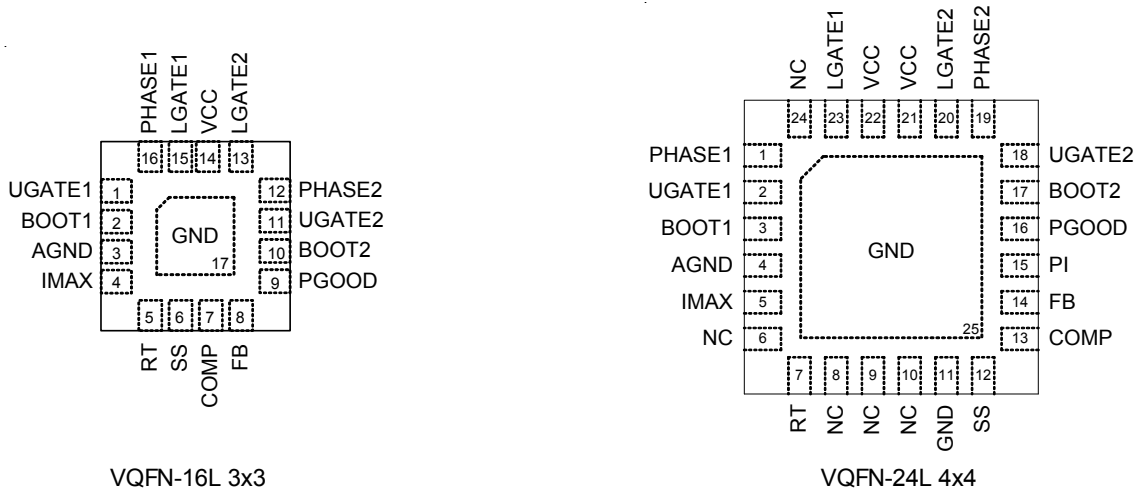 PHASE1
LGATE1
VCC
LGATE2
16
15
14
13
UGATE1
1
12
PHASE2
BOOT1
2
11
UGATE2
AGND
3
10
BOOT2
IMAX
4
9
PGOOD
GND
17
5
6
7
8
RT
SS
COMP
FB
VQFN-16L 3x3
NC
LGATE1
VCC
VCC
LGATE2
PHASE2
24
23
22
21
20
19
PHASE1
1
18
UGATE2
UGATE1
2
17
BOOT2
BOOT1
3
16
PGOOD
AGND
4
15
PI
IMAX
5
14
FB
NC
6
13
COMP
GND
25
7
8
9
10
11
12
RT
NC
NC
NC
GND
SS
VQFN-24L 4x4